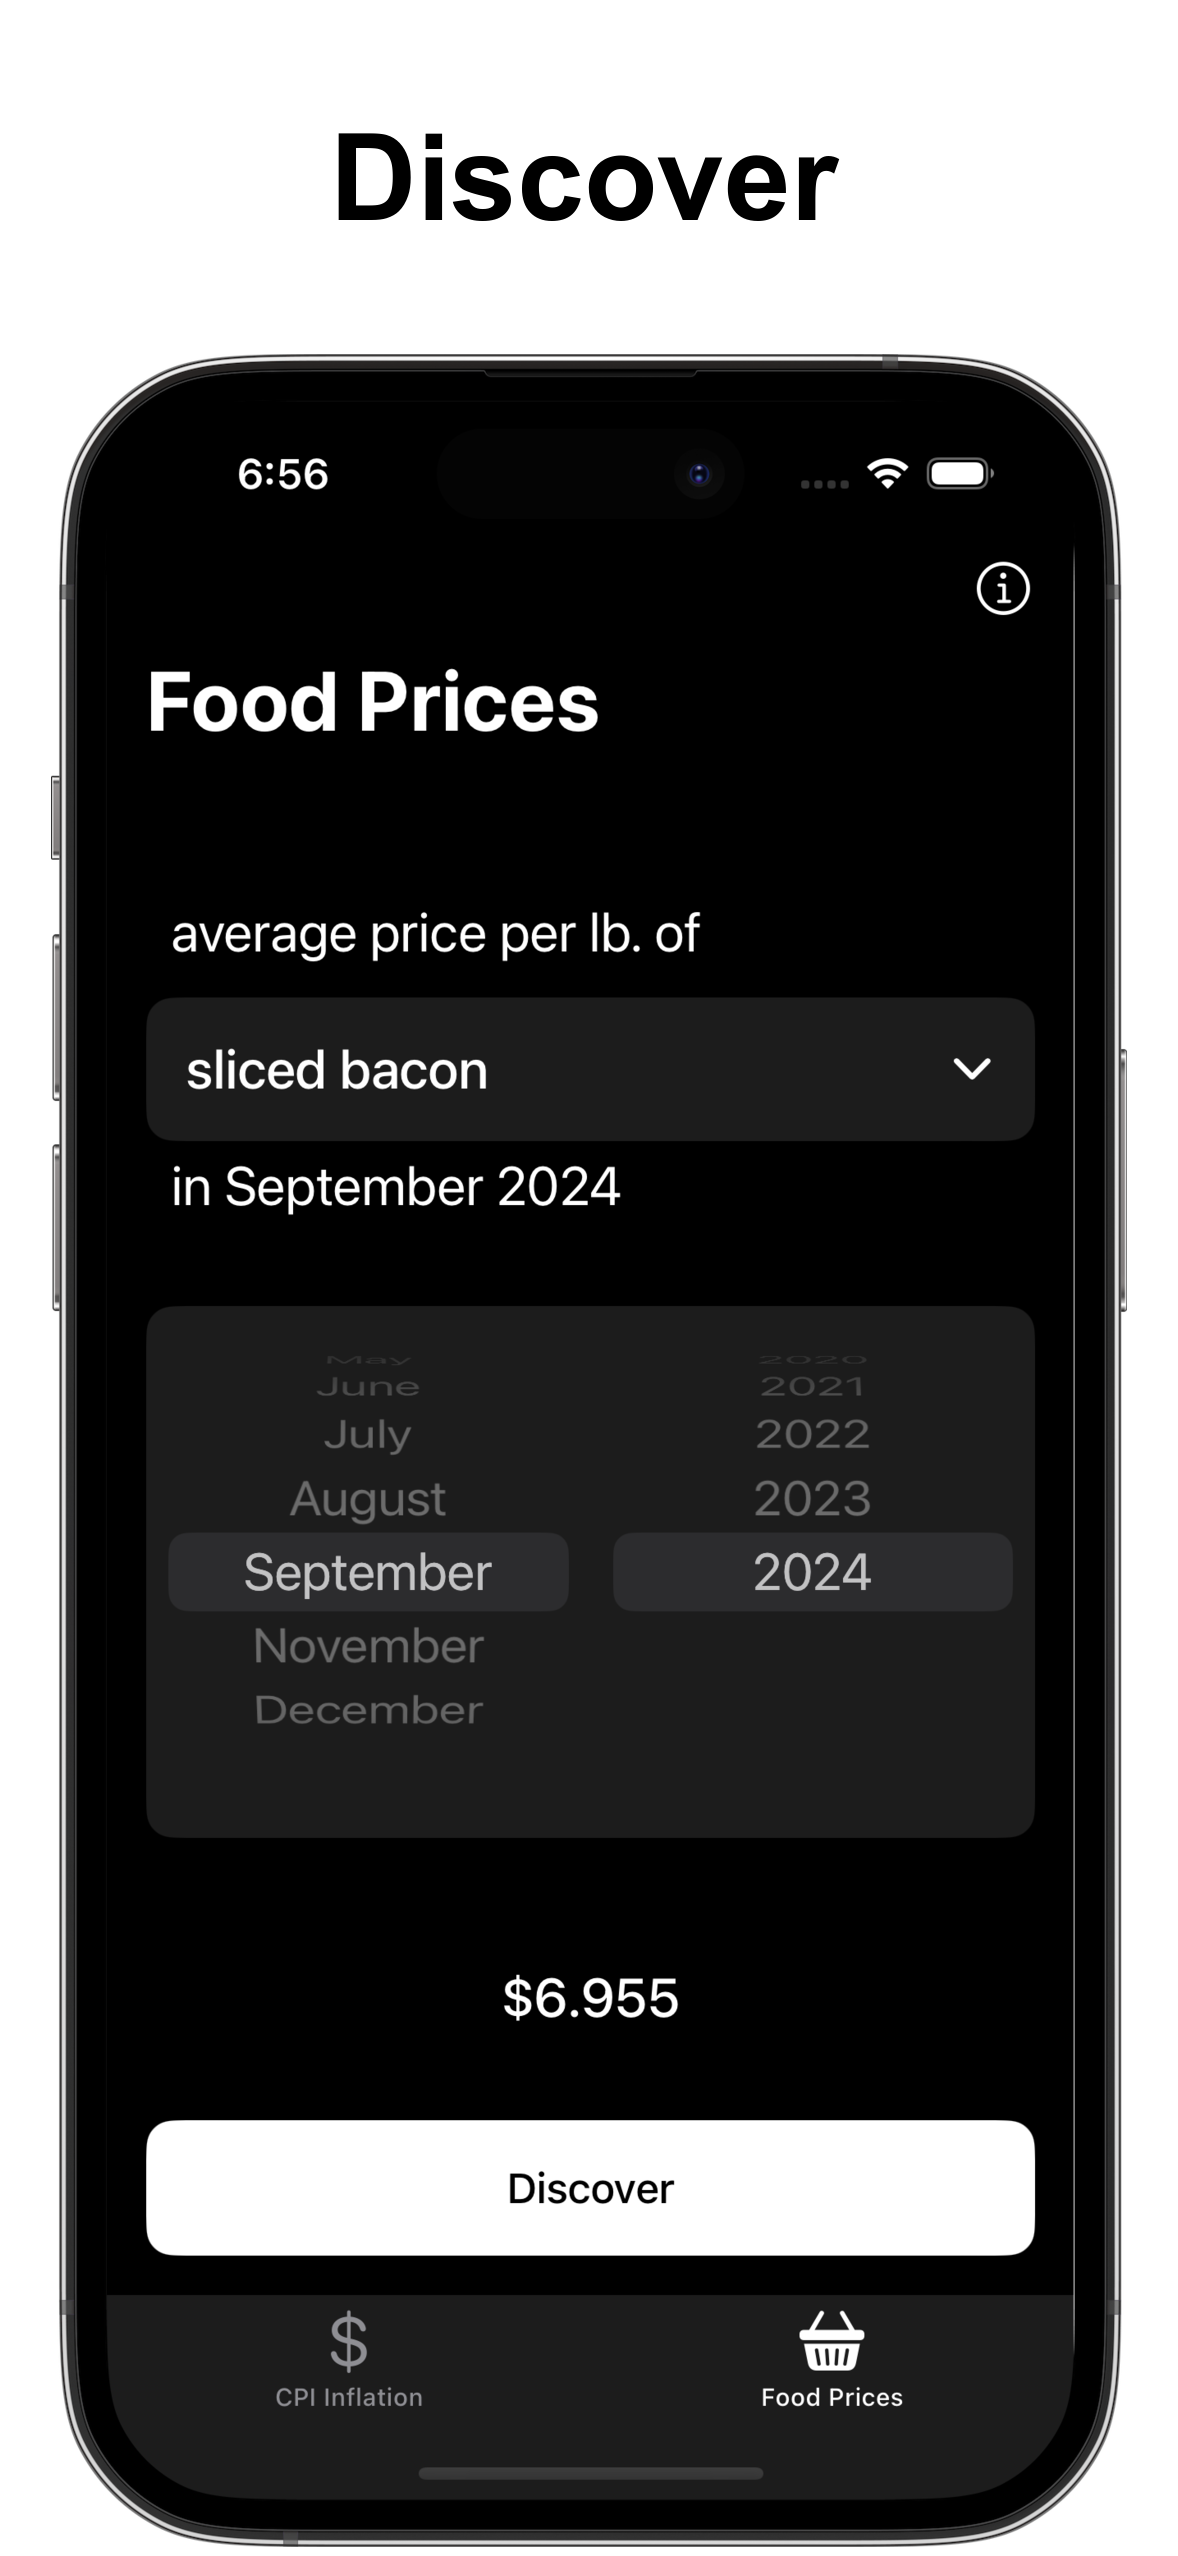 Discover
6:56
Food Prices
average price per lb. of
sliced bacon
in September 2024
May 2020
June 2021
July 2022
August 2023
September 2024
November
December
$6.955
Discover
$
CPI Inflation Food Prices